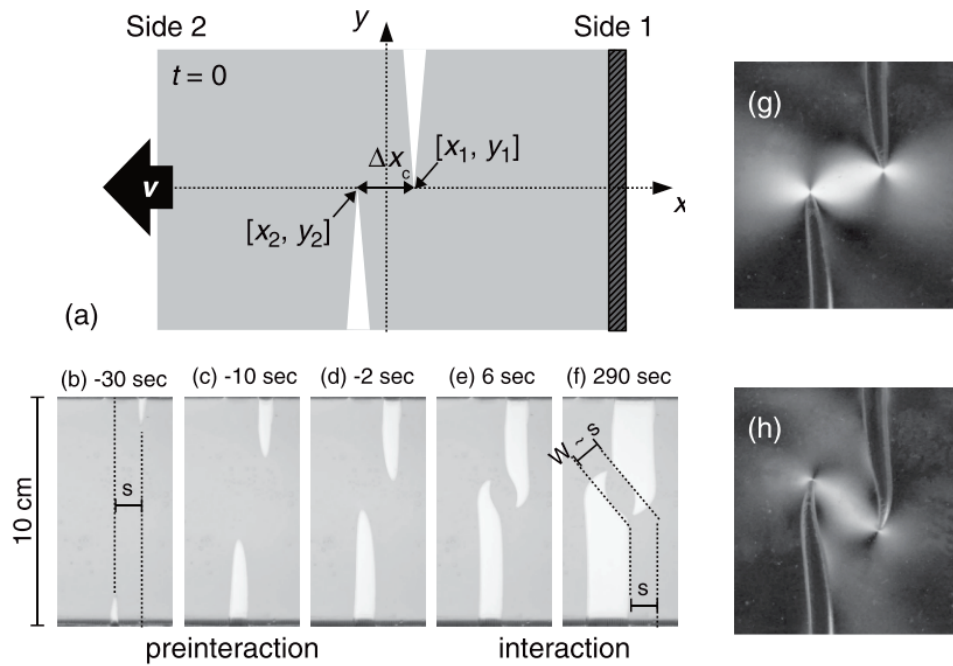 Side 2
y
Side 1
t = 0
Δx_c
[x₁, y₁]
v
x
[x₂, y₂]
(a)
(b) -30 sec
(c) -10 sec
(d) -2 sec
(e) 6 sec
(f) 290 sec
10 cm
s
W ~ s
s
preinteraction
interaction
(g)
(h)